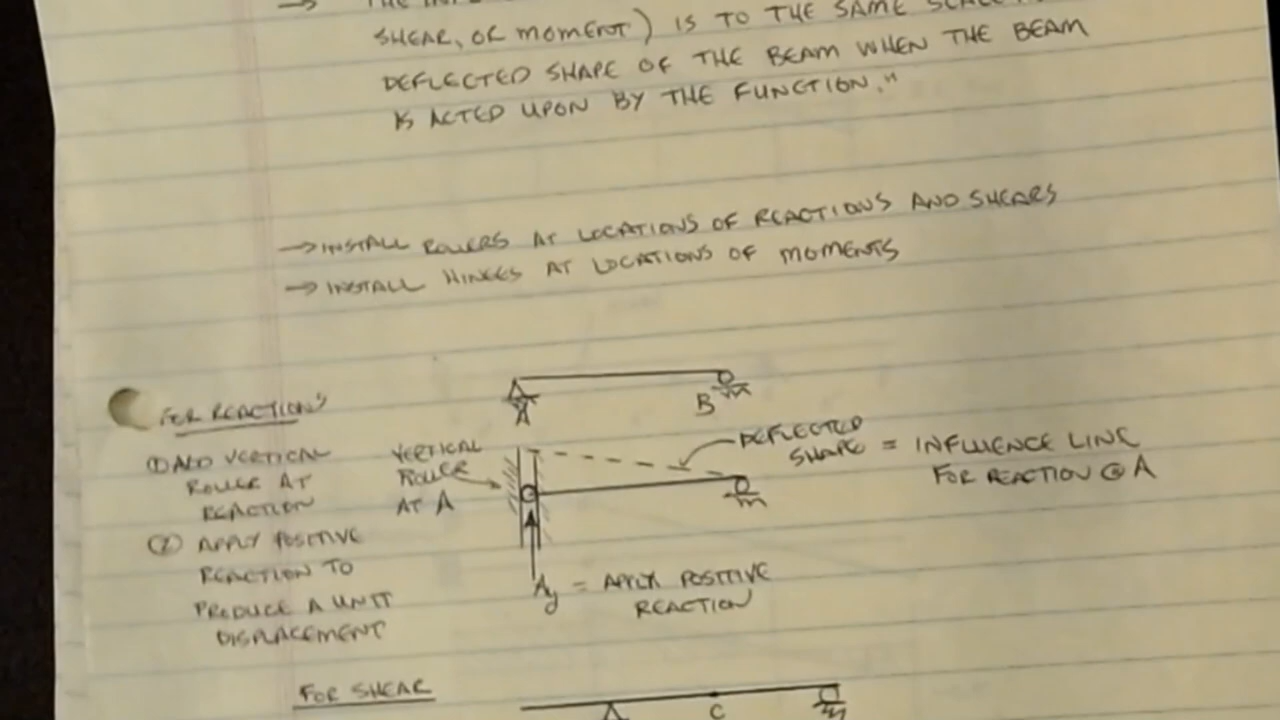 SHEAR, OR MOMENT) IS TO THE SAME
DEFLECTED SHAPE OF THE BEAM WHEN THE BEAM
IS ACTED UPON BY THE FUNCTION."
→ INSTALL ROLLERS AT LOCATIONS OF REACTIONS AND SHEARS
→ INSTALL HINGES AT LOCATIONS OF MOMENTS
FOR REACTIONS
A
B
① ADD VERTICAL
ROLLER AT
REACTION
② APPLY POSITIVE
REACTION TO
PRODUCE A UNIT
DISPLACEMENT
VERTICAL
ROLLER
AT A
DEFLECTED
SHAPE = INFLUENCE LINE
FOR REACTION @ A
Ay = APPLY POSITIVE
REACTION
FOR SHEAR
C